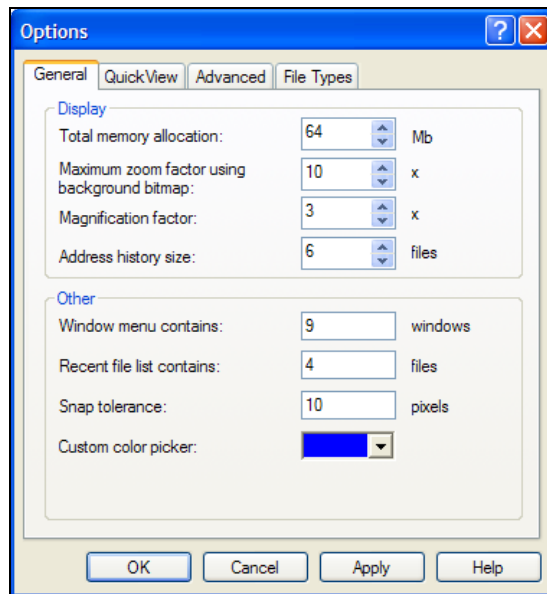 Options
General QuickView Advanced File Types
Display
Total memory allocation: 64 Mb
Maximum zoom factor using
background bitmap: 10 x
Magnification factor: 3 x
Address history size: 6 files
Other
Window menu contains: 9 windows
Recent file list contains: 4 files
Snap tolerance: 10 pixels
Custom color picker:
OK Cancel Apply Help